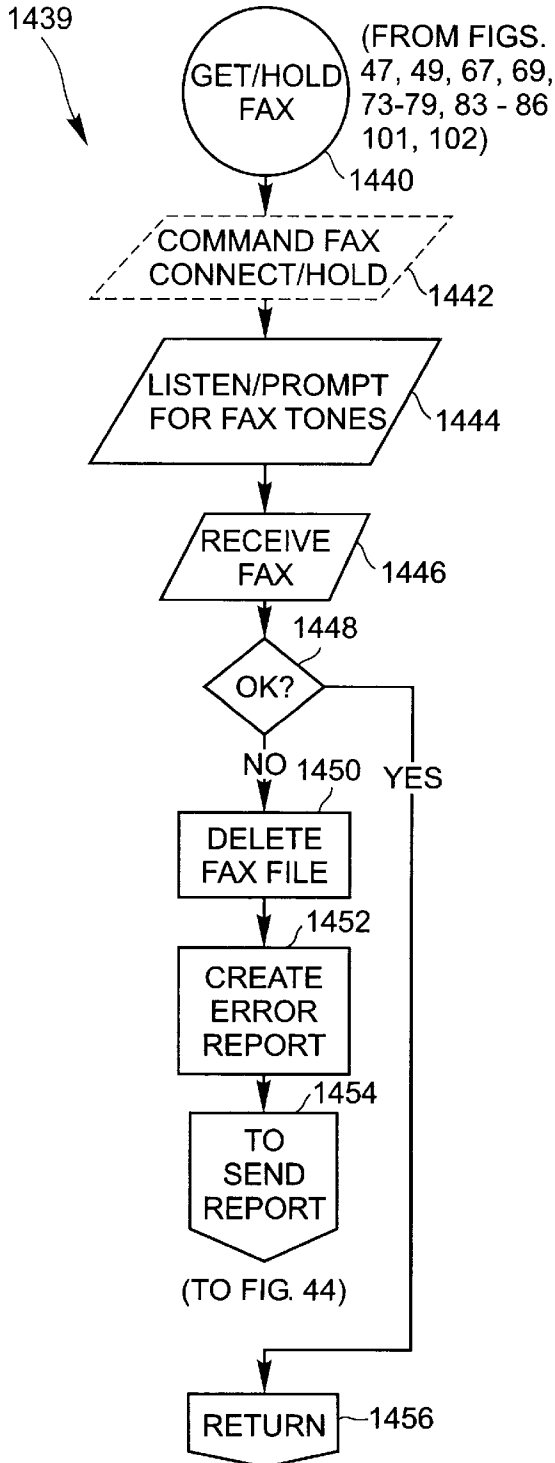 1439
GET/HOLD
FAX
(FROM FIGS.
47, 49, 67, 69,
73-79, 83 - 86
101, 102)
1440
COMMAND FAX
CONNECT/HOLD
1442
LISTEN/PROMPT
FOR FAX TONES
1444
RECEIVE
FAX
1446
1448
OK?
NO
1450
YES
DELETE
FAX FILE
1452
CREATE
ERROR
REPORT
1454
TO
SEND
REPORT
(TO FIG. 44)
RETURN
1456